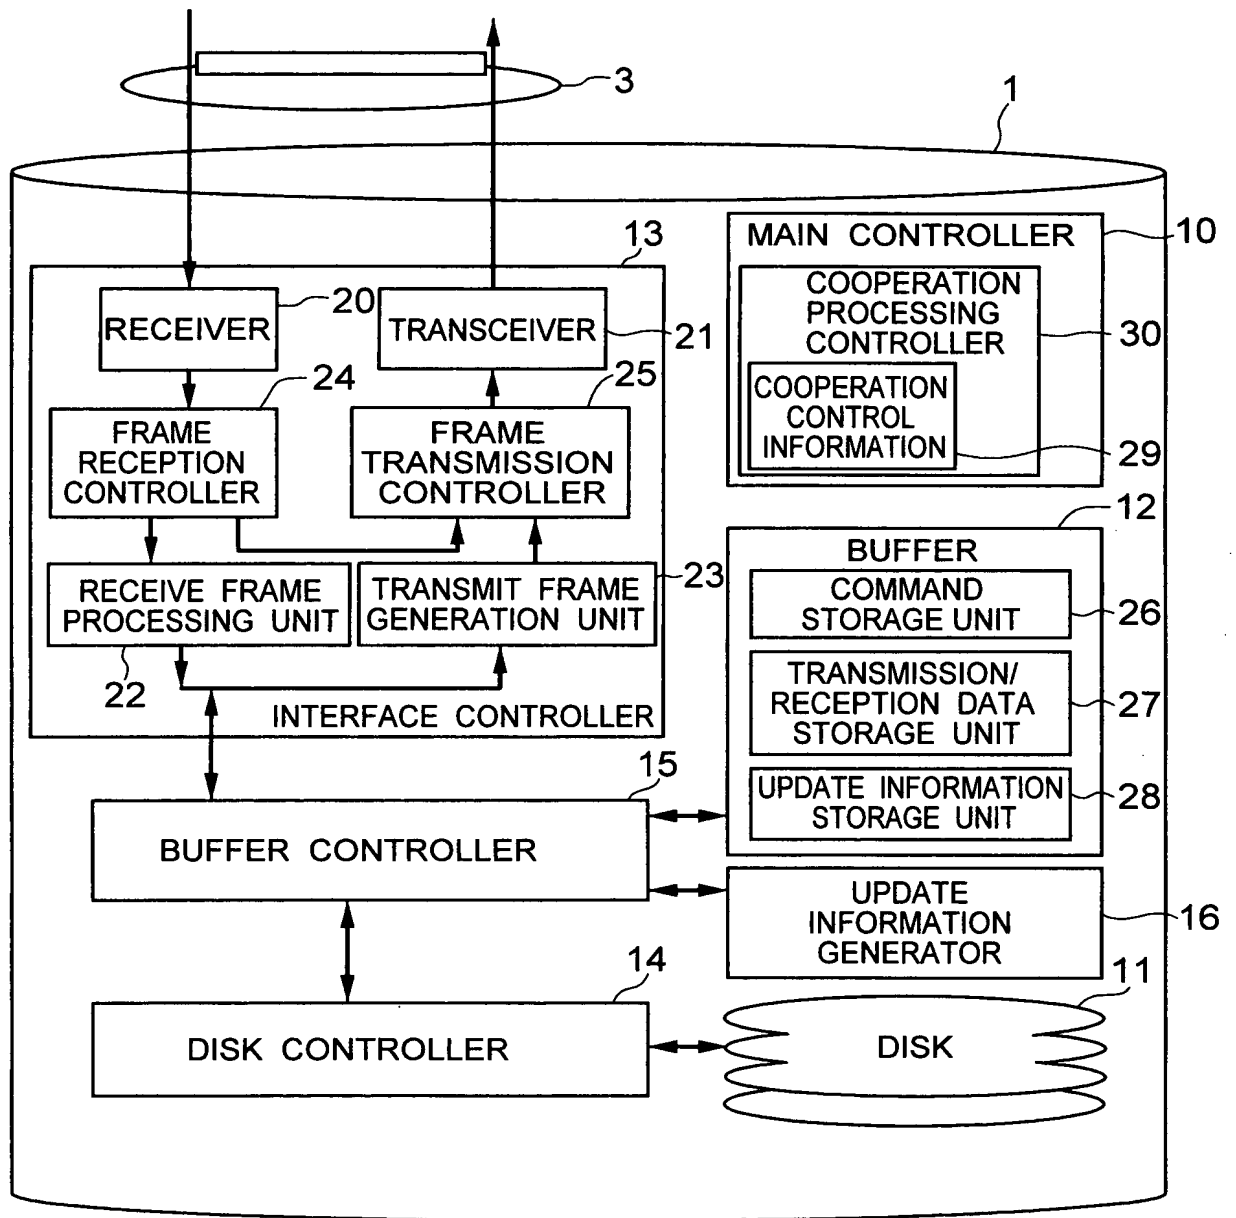 3
1
13
MAIN CONTROLLER
10
COOPERATION
PROCESSING
CONTROLLER
30
COOPERATION
CONTROL
INFORMATION
29
RECEIVER
20
TRANSCEIVER
21
24
FRAME
RECEPTION
CONTROLLER
25
FRAME
TRANSMISSION
CONTROLLER
RECEIVE FRAME
PROCESSING UNIT
22
TRANSMIT FRAME
GENERATION UNIT
23
INTERFACE CONTROLLER
12
BUFFER
COMMAND
STORAGE UNIT
26
TRANSMISSION/
RECEPTION DATA
STORAGE UNIT
27
UPDATE INFORMATION
STORAGE UNIT
28
15
BUFFER CONTROLLER
UPDATE
INFORMATION
GENERATOR
16
14
DISK CONTROLLER
11
DISK